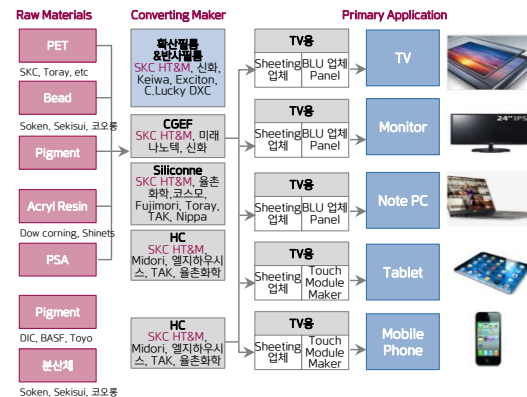 Raw Materials
Converting Maker
Primary Application
PET
SKC, Toray, etc
Bead
Soken, Sekisui, 코오롱
Pigment
Acryl Resin
Dow corning, Shinets
PSA
Pigment
DIC, BASF, Toyo
분산체
Soken, Sekisui, 코오롱
확산필름
&반사필름
SKC HT&M, 신화,
Keiwa, Exciton,
C.Lucky DXC
CGEF
SKC HT&M, 미래
나노텍, 신화
Siliconne
SKC HT&M, 율촌
화학,코스모,
Fujimori, Toray,
TAK, Nippa
HC
SKC HT&M,
Midori, 엘지하우시
스, TAK, 율촌화학
HC
SKC HT&M,
Midori, 엘지하우시
스, TAK, 율촌화학
TV용
Sheeting
업체
BLU 업체
Panel
TV용
Sheeting
업체
BLU 업체
Panel
TV용
Sheeting
업체
BLU 업체
Panel
TV용
Sheeting
업체
Touch
Module
Maker
TV용
Sheeting
업체
Touch
Module
Maker
TV
Monitor
Note PC
Tablet
Mobile
Phone
24" IPS